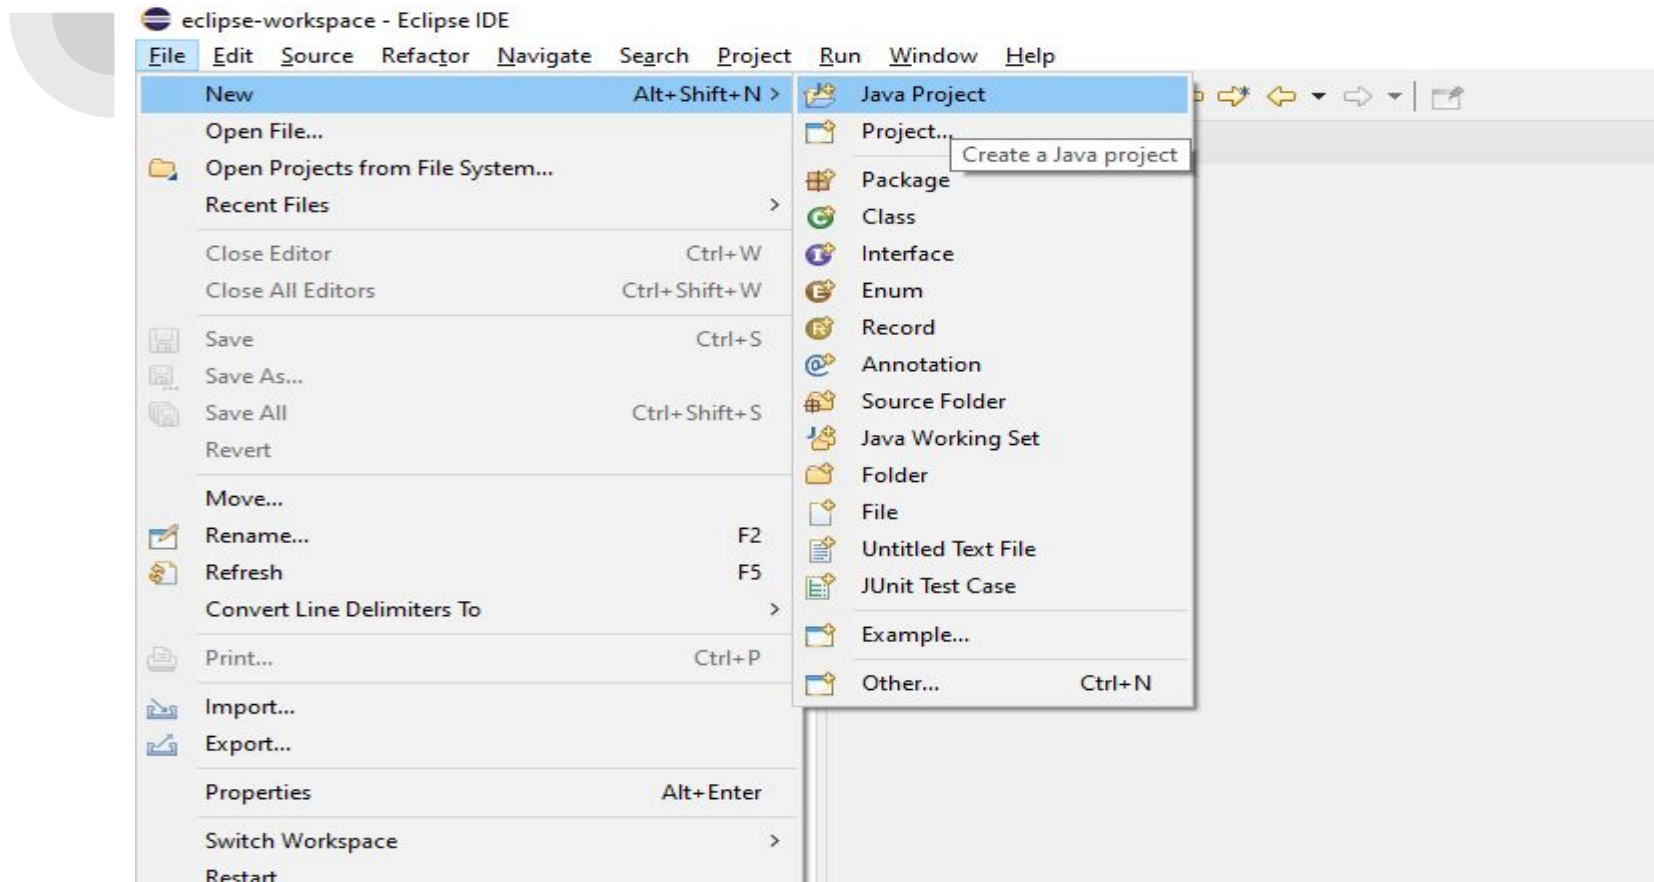 eclipse-workspace - Eclipse IDE
File Edit Source Refactor Navigate Search Project Run Window Help
New Alt+Shift+N >
Open File...
Open Projects from File System...
Recent Files >
Close Editor Ctrl+W
Close All Editors Ctrl+Shift+W
Save Ctrl+S
Save As...
Save All Ctrl+Shift+S
Revert
Move...
Rename... F2
Refresh F5
Convert Line Delimiters To >
Print... Ctrl+P
Import...
Export...
Properties Alt+Enter
Switch Workspace >
Restart
Java Project
Project...
Create a Java project
Package
Class
Interface
Enum
Record
Annotation
Source Folder
Java Working Set
Folder
File
Untitled Text File
JUnit Test Case
Example...
Other... Ctrl+N